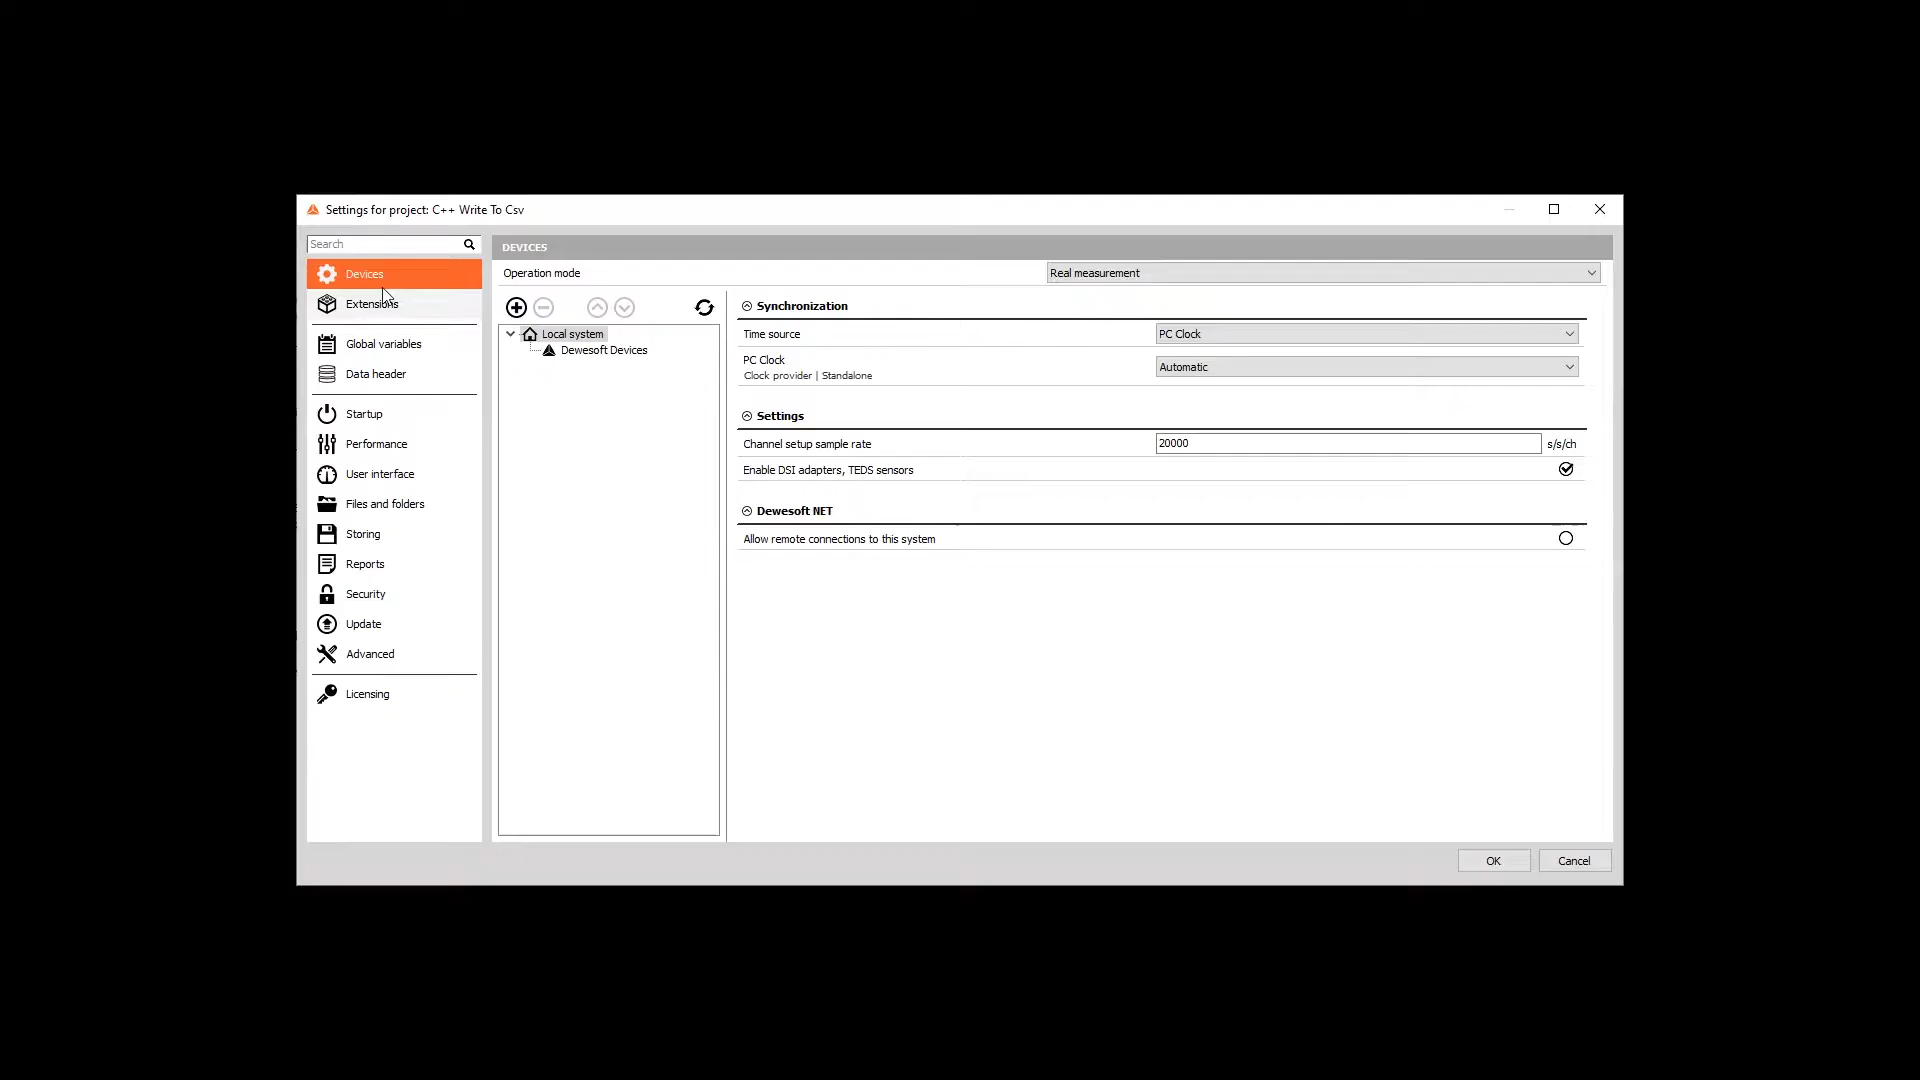 Settings for project: C++ Write To Csv
Search
Devices
Extensions
Global variables
Data header
Startup
Performance
User interface
Files and folders
Storing
Reports
Security
Update
Advanced
Licensing
DEVICES
Operation mode
Real measurement
Local system
Dewesoft Devices
Synchronization
Time source
PC Clock
PC Clock
Clock provider | Standalone
Automatic
Settings
Channel setup sample rate
20000
s/s/ch
Enable DSI adapters, TEDS sensors
Dewesoft NET
Allow remote connections to this system
OK
Cancel